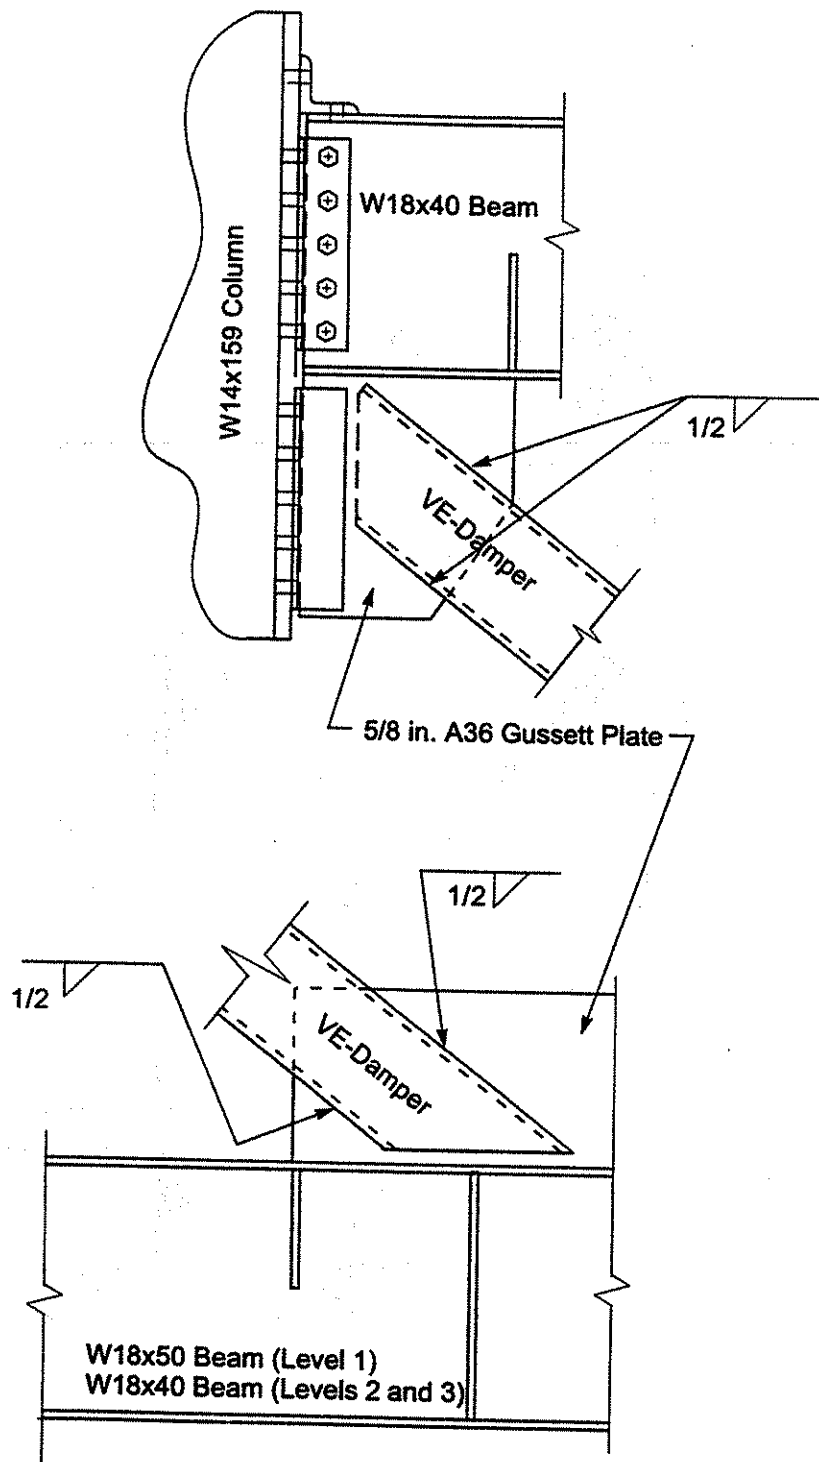 W14x159 Column
W18x40 Beam
1/2
VE-Damper
5/8 in. A36 Gussett Plate
1/2
1/2
VE-Damper
W18x50 Beam (Level 1)
W18x40 Beam (Levels 2 and 3)